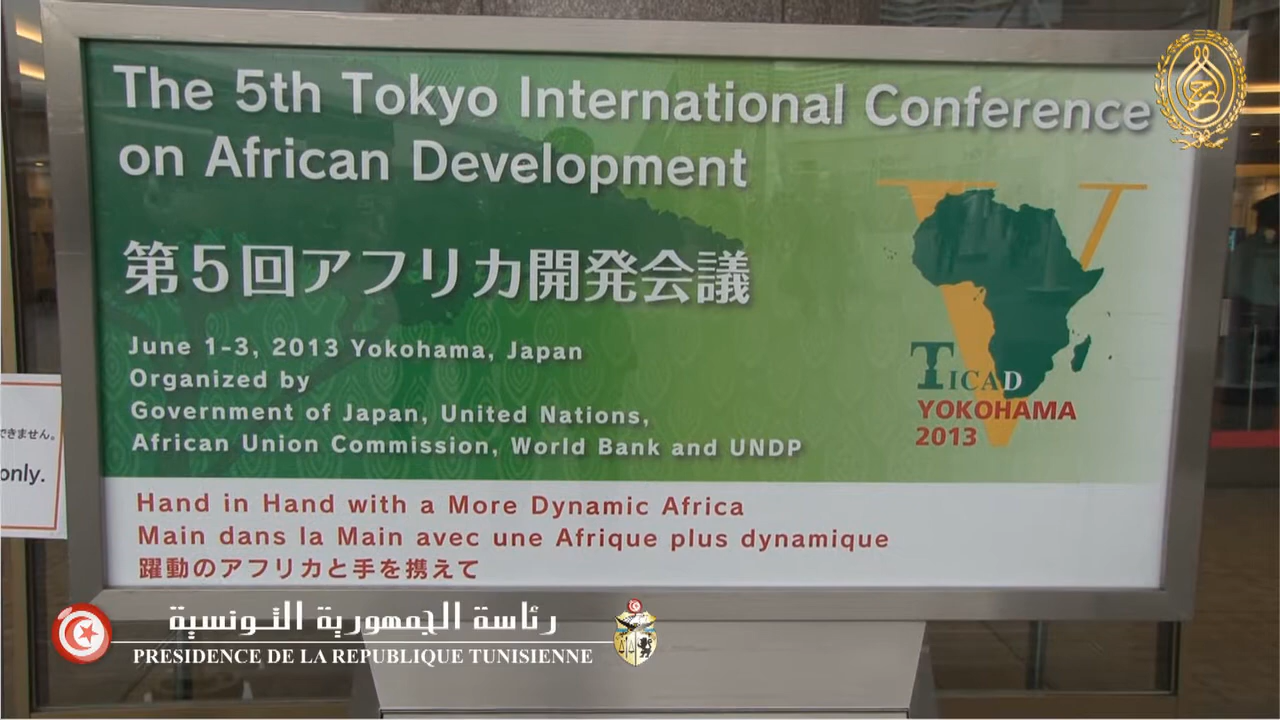 The 5th Tokyo International Conference
on African Development
第5回アフリカ開発会議
June 1-3, 2013 Yokohama, Japan
Organized by
Government of Japan, United Nations,
African Union Commission, World Bank and UNDP
TICAD
YOKOHAMA
2013
Hand in Hand with a More Dynamic Africa
Main dans la Main avec une Afrique plus dynamique
躍動のアフリカと手を携えて
できません。
only.
رئاسة الجمهورية التونسية
PRESIDENCE DE LA REPUBLIQUE TUNISIENNE